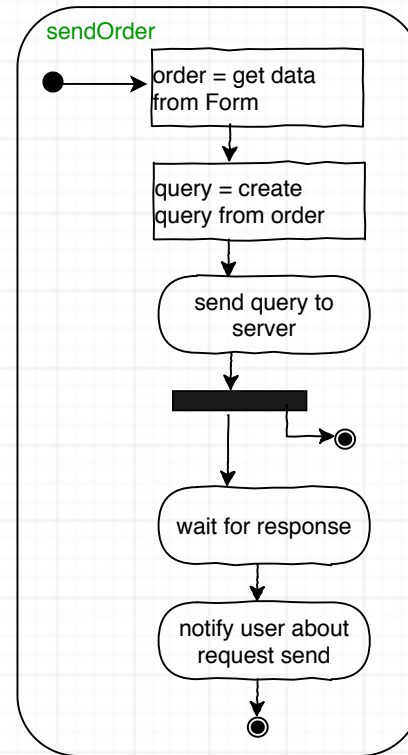 sendOrder
order = get data
from Form
query = create
query from order
send query to
server
wait for response
notify user about
request send